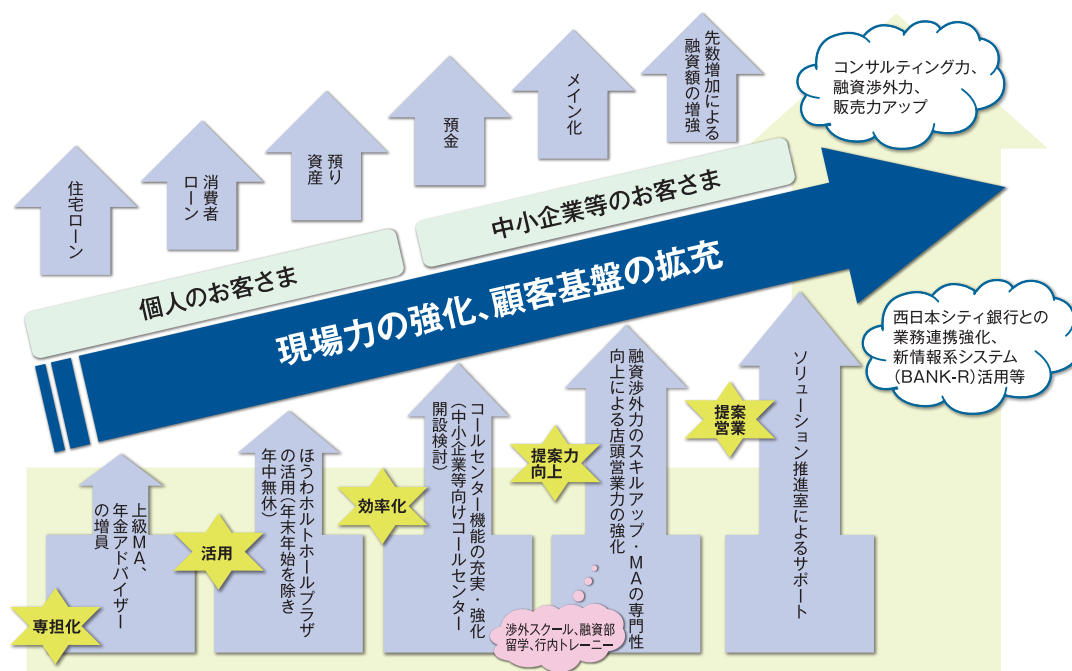 住宅ローン
消費者
ローン
預り
資産
預金
メイン化
先数増加による
融資額の増強
コンサルティング力、
融資渉外力、
販売力アップ
個人のお客さま
中小企業等のお客さま
現場力の強化、顧客基盤の拡充
西日本シティ銀行との
業務連携強化、
新情報系システム
(BANK-R)活用等
専担化
上級MA、
年金アドバイザー
の増員
活用
ほうわホルトホールプラザ
の活用(年末年始を除き
年中無休)
効率化
コールセンター機能の充実・強化
(中小企業等向けコールセンター
開設検討)
提案力
向上
融資渉外力のスキルアップ・MAの専門性
向上による店頭営業力の強化
渉外スクール、融資部
留学、行内トレーニー
提案
営業
ソリューション推進室によるサポート